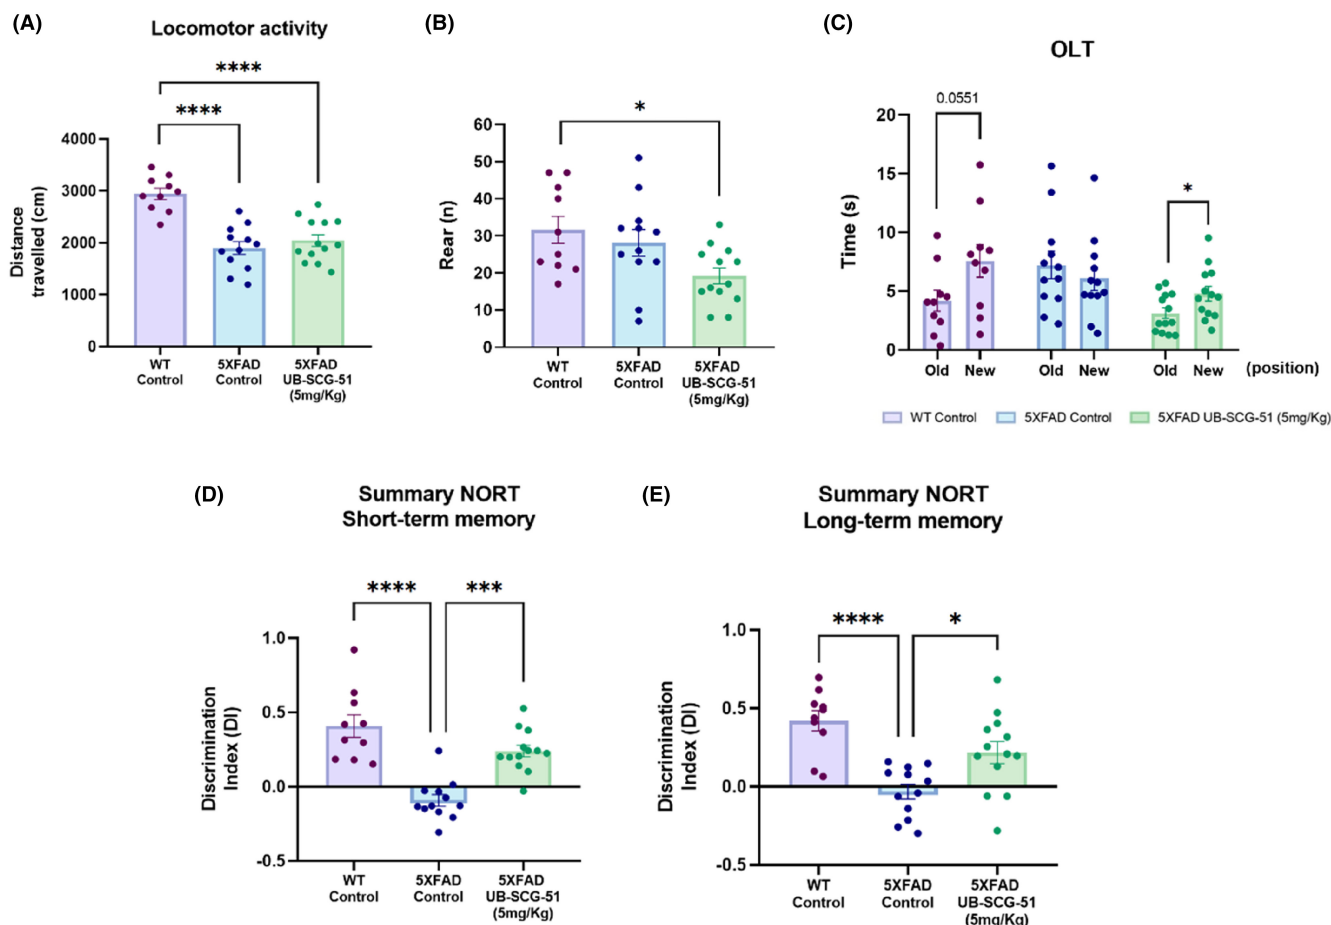 (A)
Locomotor activity
****
****
Distance
travelled (cm)
4000
3000
2000
1000
0
WT
Control
5XFAD
Control
5XFAD
UB-SCG-51
(5mg/Kg)
(B)
*
Rear (n)
60
50
40
30
20
10
0
WT
Control
5XFAD
Control
5XFAD
UB-SCG-51
(5mg/Kg)
(C)
OLT
0.0551
*
Time (s)
20
15
10
5
0
Old New Old New Old New (position)
WT Control 5XFAD Control 5XFAD UB-SCG-51 (5mg/Kg)
(D)
Summary NORT
Short-term memory
**** ***
Discrimination
Index (DI)
1.0
0.5
0.0
-0.5
WT
Control
5XFAD
Control
5XFAD
UB-SCG-51
(5mg/Kg)
(E)
Summary NORT
Long-term memory
**** *
Discrimination
Index (DI)
1.0
0.5
0.0
-0.5
WT
Control
5XFAD
Control
5XFAD
UB-SCG-51
(5mg/Kg)